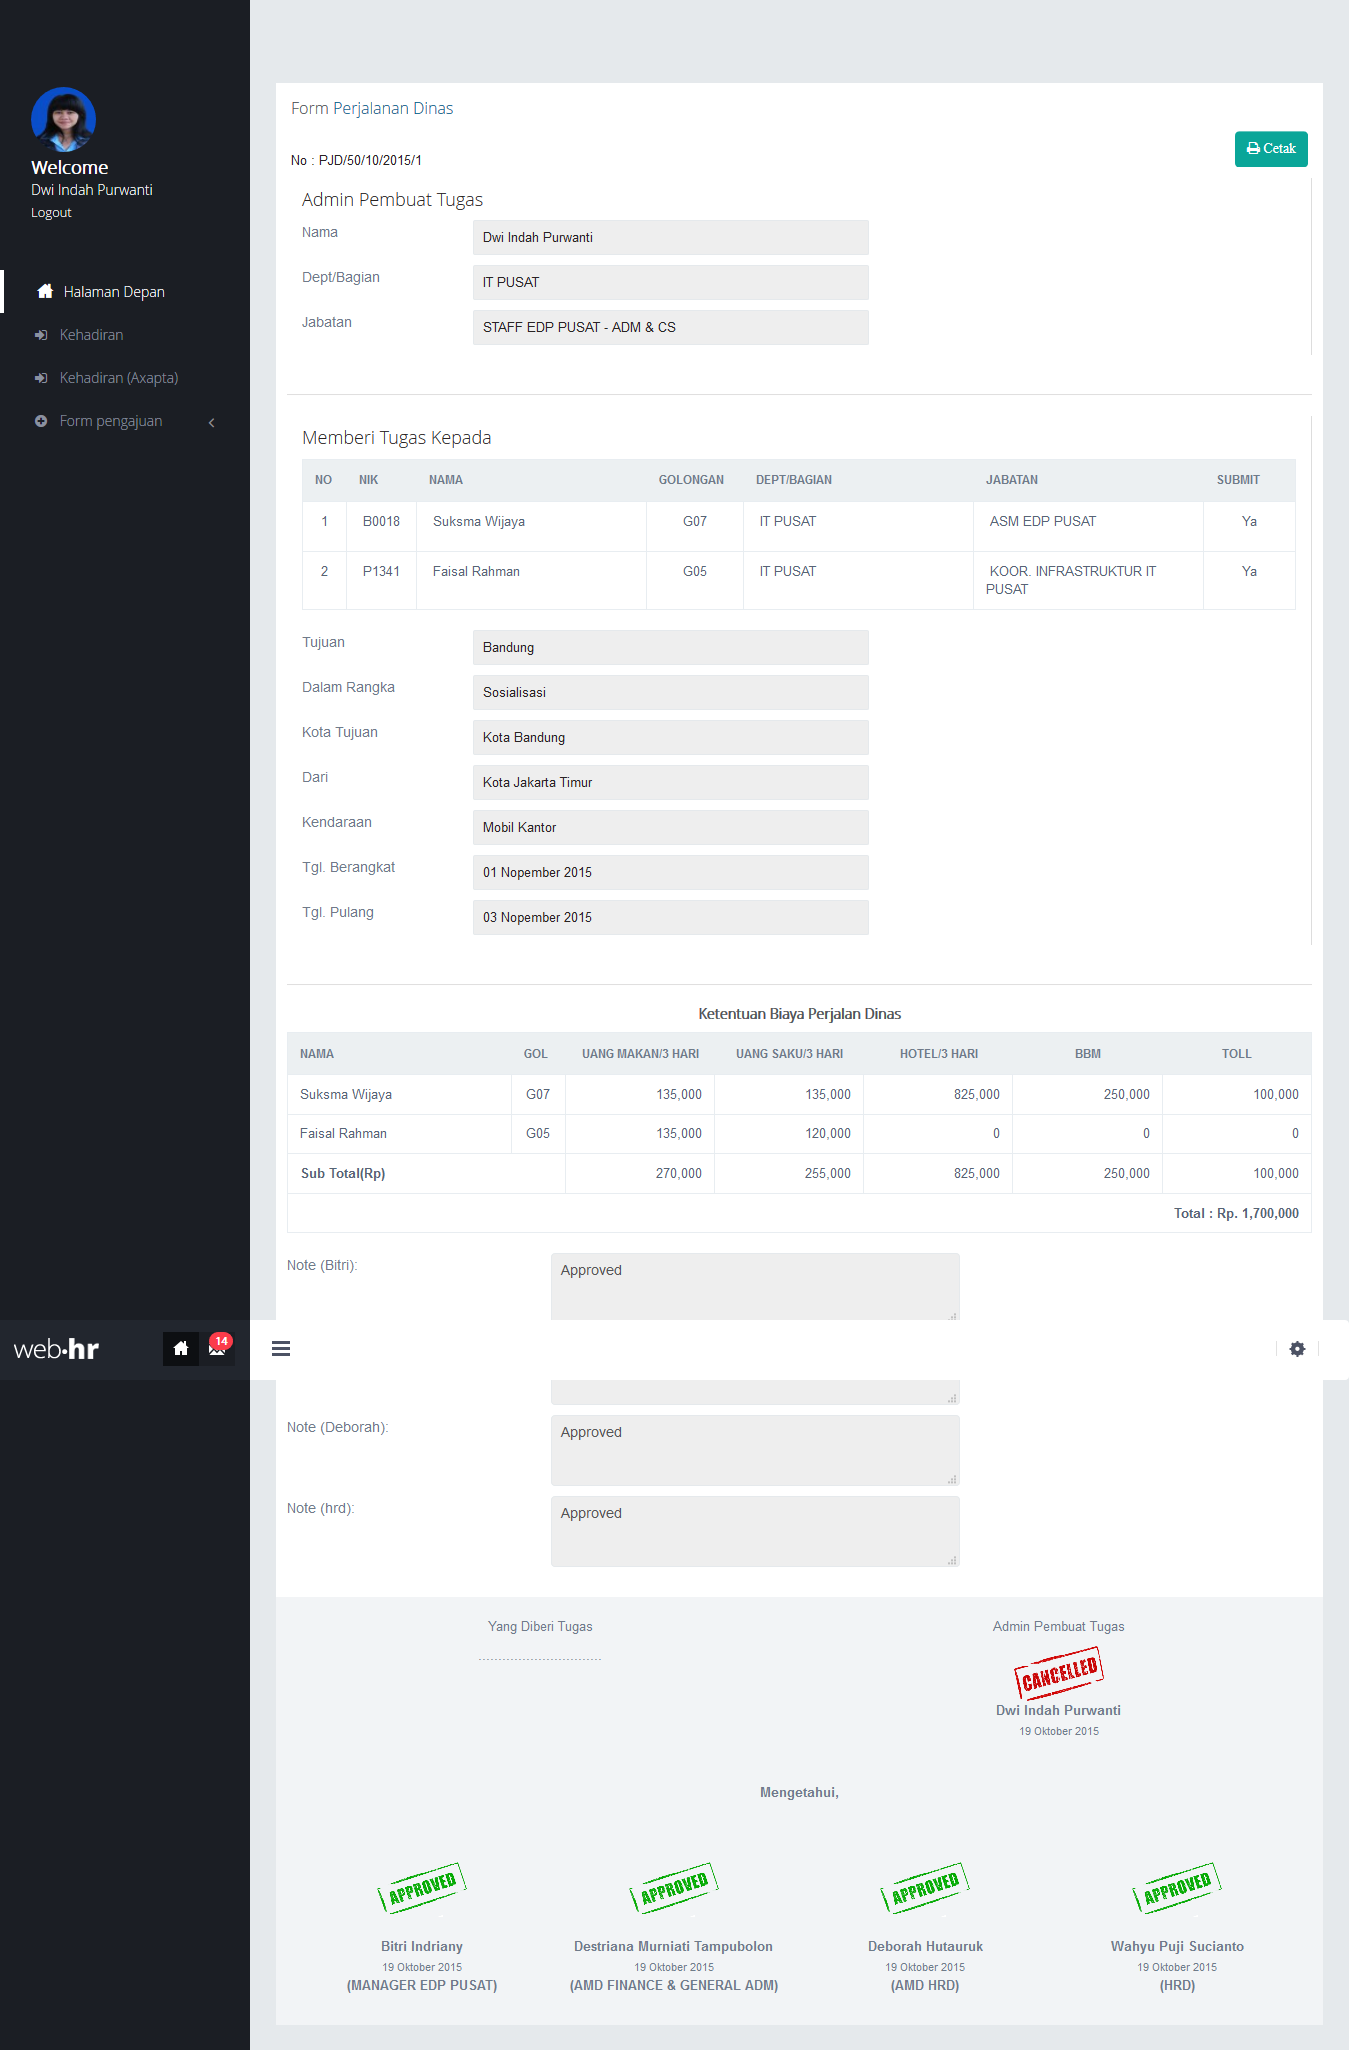 Welcome
Dwi Indah Purwanti
Logout
Halaman Depan
Kehadiran
Kehadiran (Axapta)
Form pengajuan
Form Perjalanan Dinas
Cetak
No : PJD/50/10/2015/1
Admin Pembuat Tugas
Nama Dwi Indah Purwanti
Dept/Bagian IT PUSAT
Jabatan STAFF EDP PUSAT - ADM & CS
Memberi Tugas Kepada
NO NIK NAMA GOLONGAN DEPT/BAGIAN JABATAN SUBMIT
1 B0018 Suksma Wijaya G07 IT PUSAT ASM EDP PUSAT Ya
2 P1341 Faisal Rahman G05 IT PUSAT KOOR. INFRASTRUKTUR IT Ya
PUSAT
Tujuan Bandung
Dalam Rangka Sosialisasi
Kota Tujuan Kota Bandung
Dari Kota Jakarta Timur
Kendaraan Mobil Kantor
Tgl. Berangkat 01 Nopember 2015
Tgl. Pulang 03 Nopember 2015
Ketentuan Biaya Perjalan Dinas
NAMA GOL UANG MAKAN/3 HARI UANG SAKU/3 HARI HOTEL/3 HARI BBM TOLL
Suksma Wijaya G07 135,000 135,000 825,000 250,000 100,000
Faisal Rahman G05 135,000 120,000 0 0 0
Sub Total(Rp) 270,000 255,000 825,000 250,000 100,000
Total : Rp. 1,700,000
Note (Bitri): Approved
web.hr 14
Note (Deborah): Approved
Note (hrd): Approved
Yang Diberi Tugas Admin Pembuat Tugas
CANCELLED
Dwi Indah Purwanti
19 Oktober 2015
Mengetahui,
APPROVED APPROVED APPROVED APPROVED
Bitri Indriany Destriana Murniati Tampubolon Deborah Hutauruk Wahyu Puji Sucianto
19 Oktober 2015 19 Oktober 2015 19 Oktober 2015 19 Oktober 2015
(MANAGER EDP PUSAT) (AMD FINANCE & GENERAL ADM) (AMD HRD) (HRD)